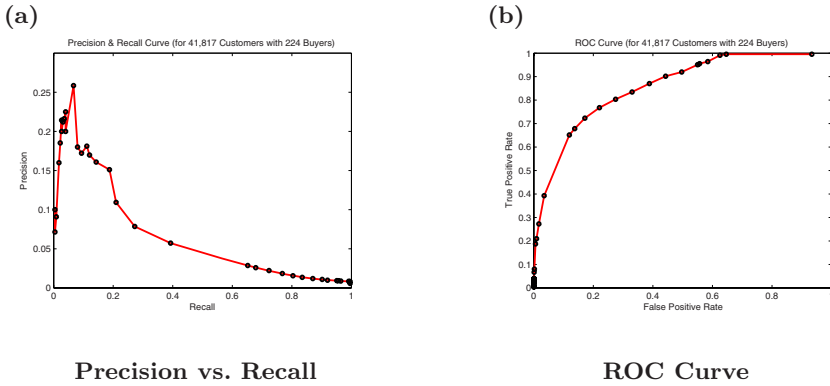 (a)
Precision & Recall Curve (for 41,817 Customers with 224 Buyers)
0.25
0.2
0.15
0.1
0.05
0
Precision
0
0.2
0.4
0.6
0.8
1
Recall
Precision vs. Recall
(b)
ROC Curve (for 41,817 Customers with 224 Buyers)
1
0.9
0.8
0.7
0.6
0.5
0.4
0.3
0.2
0.1
0
True Positive Rate
0
0.2
0.4
0.6
0.8
False Positive Rate
ROC Curve